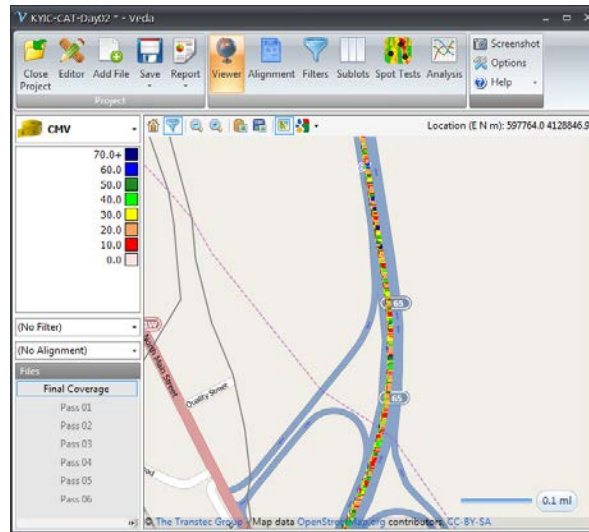 KYIC-CAT-Day02 * - Veda
Close Project
Editor
Add File
Save
Report
Viewer
Alignment
Filters
Sublots
Spot Tests
Analysis
Screenshot
Options
Help
Project
CMV
Location (E N m): 597764.0 4128846.9
70.0+
60.0
50.0
40.0
30.0
20.0
10.0
0.0
65
(No Filter)
(No Alignment)
North Main Street
Quality Street
65
Files
Final Coverage
Pass 01
Pass 02
Pass 03
Pass 04
Pass 05
Pass 06
0.1 ml
© The Transtec Group - Map data OpenStreetMap.org contributors, CC-BY-SA